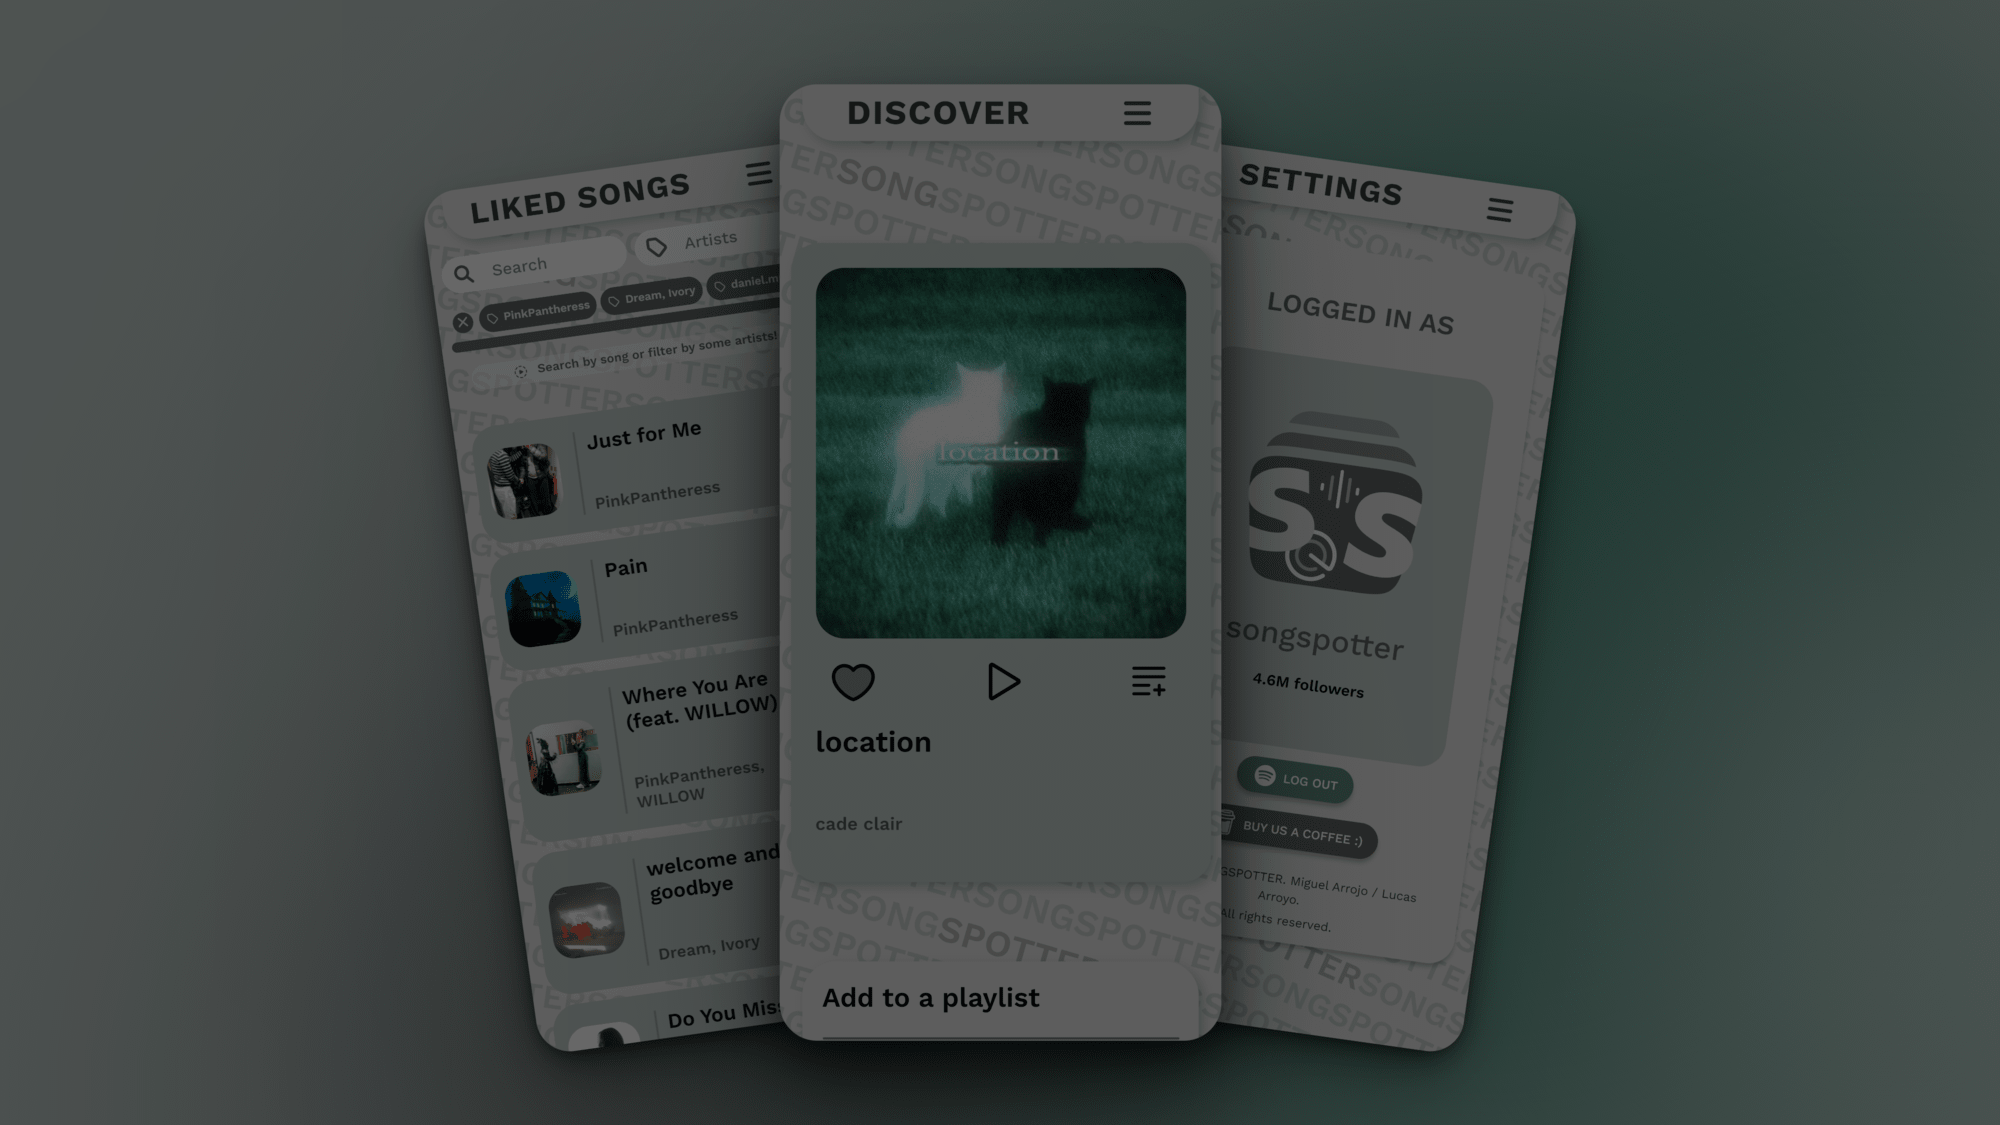 LIKED SONGS
Search
Artists
PinkPantheress
Dream, Ivory
Search by song or filter by some artists!
Just for Me
PinkPantheress
Pain
PinkPantheress
Where You Are
(feat. WILLOW)
PinkPantheress,
WILLOW
welcome and
goodbye
Dream, Ivory
Do You
DISCOVER
SONGSPOTTER
location
location
cade clair
SPOTTER
Add to a playlist
SETTINGS
LOGGED IN AS
SS
songspotter
4.6M followers
LOG OUT
BUY US A COFFEE :)
Miguel Arrojo / Lucas
Arroyo.
All rights reserved.